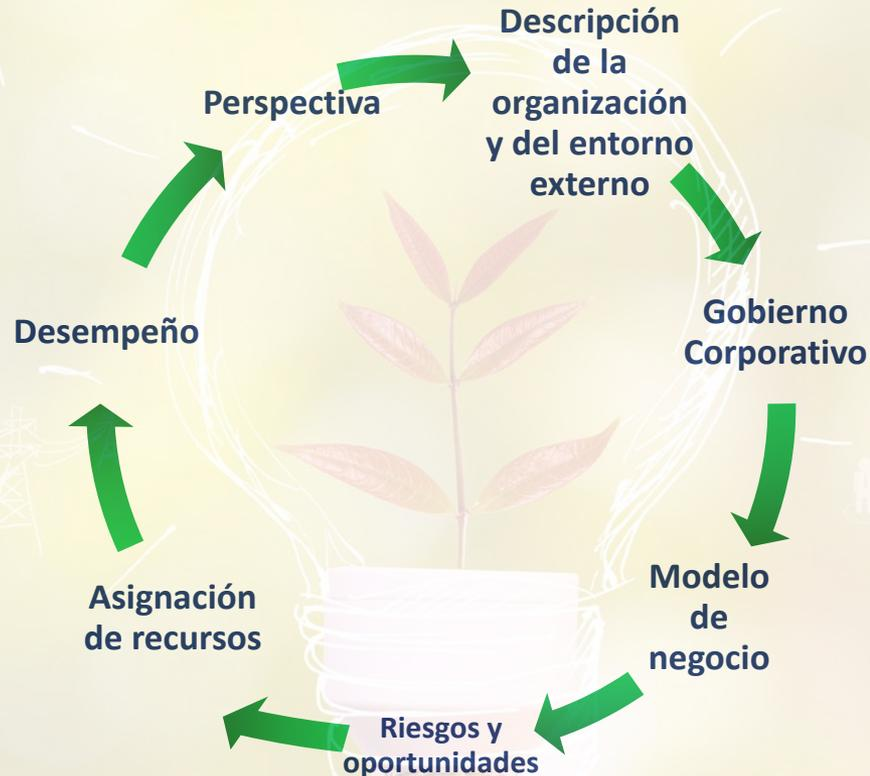 Descripción
de la
organización
y del entorno
externo
Gobierno
Corporativo
Modelo
de
negocio
Riesgos y
oportunidades
Asignación
de recursos
Desempeño
Perspectiva